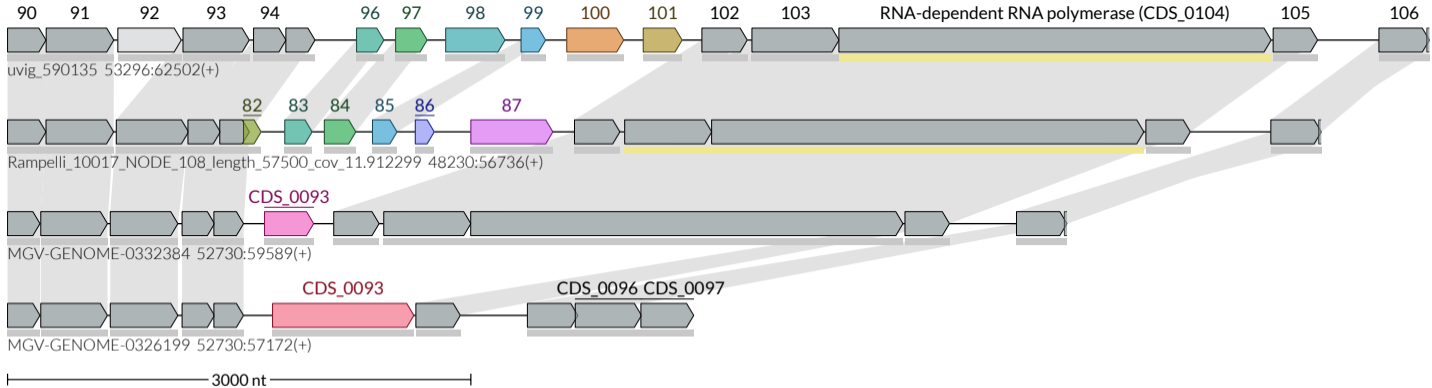 90 91 92 93 94 96 97 98 99 100 101 102 103 RNA-dependent RNA polymerase (CDS_0104) 105 106
uvig_590135 53296:62502(+)
82 83 84 85 86 87
Rampelli_10017_NODE_108_length_57500_cov_11.912299 48230:56736(+)
CDS_0093
MGV-GENOME-0332384 52730:59589(+)
CDS_0093 CDS_0096 CDS_0097
MGV-GENOME-0326199 52730:57172(+)
3000 nt